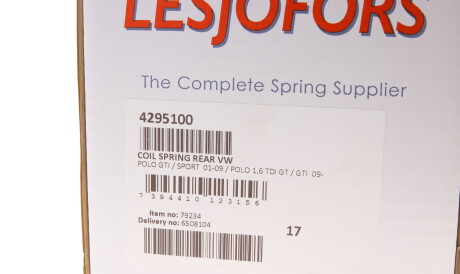 LESJÖFORS
The Complete Spring Supplier
4295100
COIL SPRING REAR VW
POLO GTI / SPORT 01-09 / POLO 1,6 TDI GT / GTI 09-
7 394410 123156
Item no: 79234
17
Delivery no: 6508104